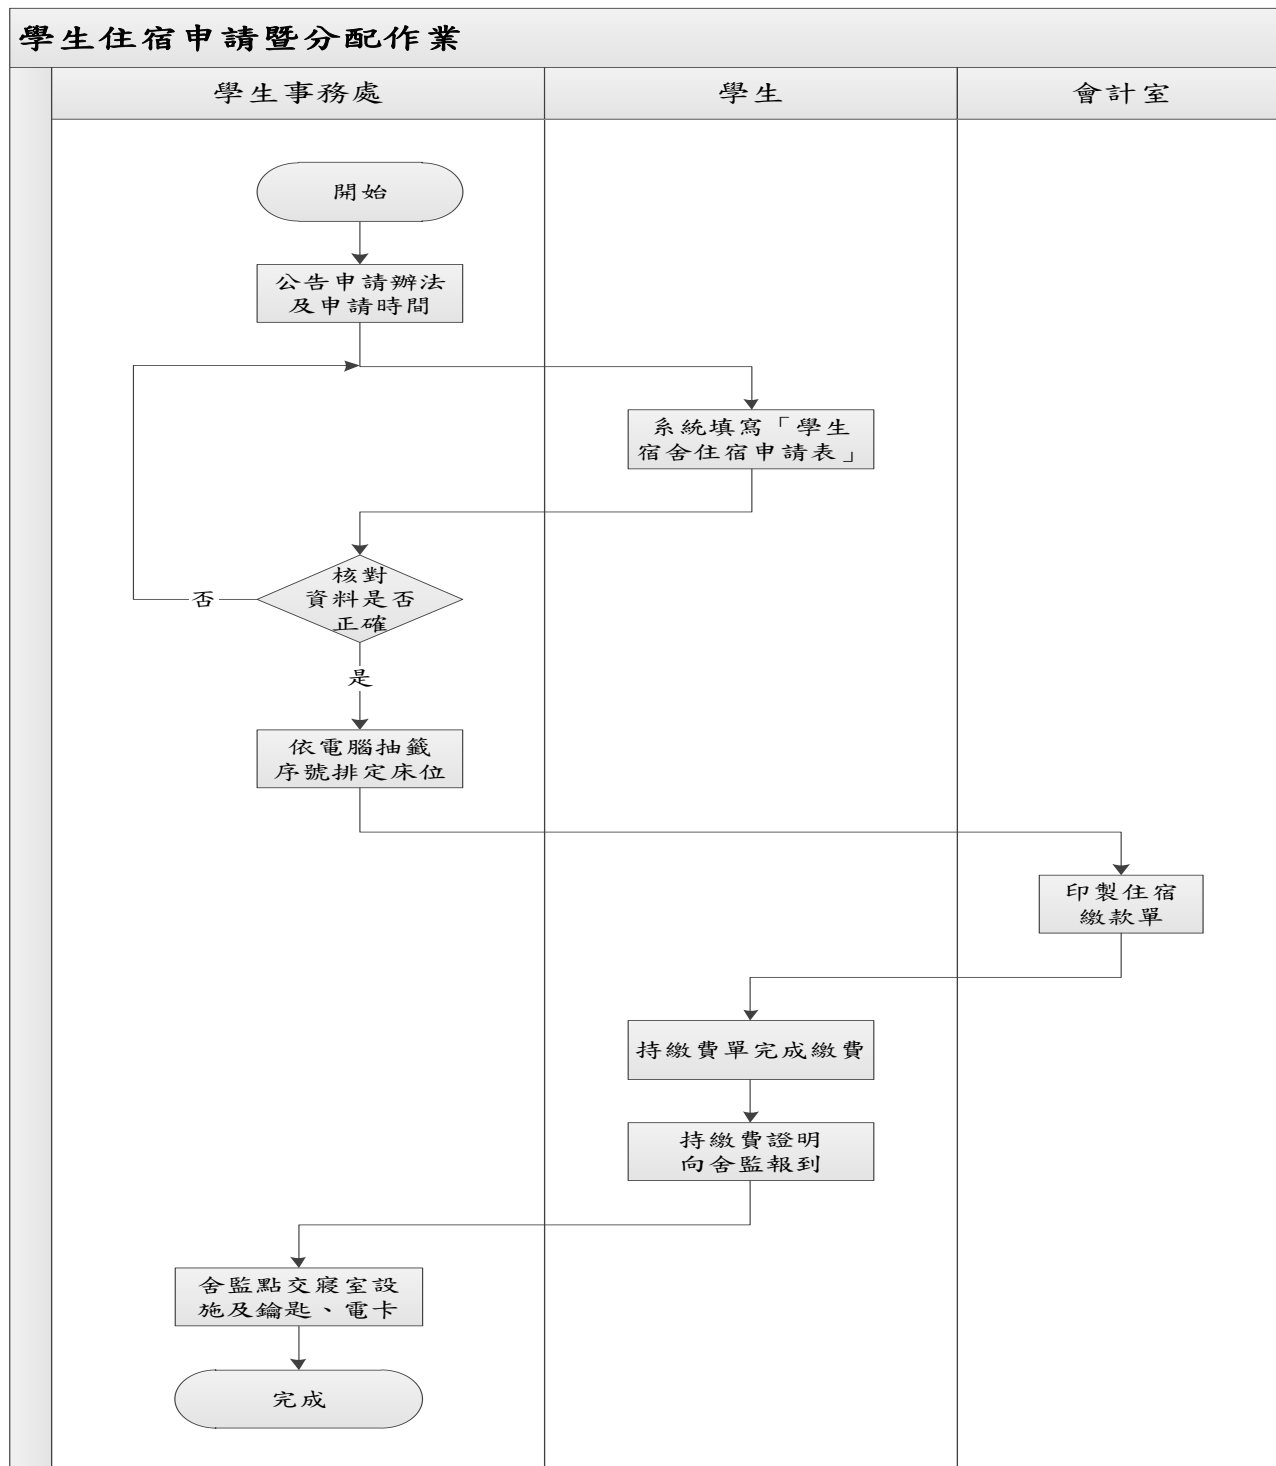 學生住宿申請暨分配作業
學生事務處
學生
會計室
開始
公告申請辦法
及申請時間
系統填寫「學生
宿舍住宿申請表」
核對
資料是否
正確
否
是
依電腦抽籤
序號排定床位
印製住宿
繳款單
持繳費單完成繳費
持繳費證明
向舍監報到
舍監點交寢室設
施及鑰匙、電卡
完成